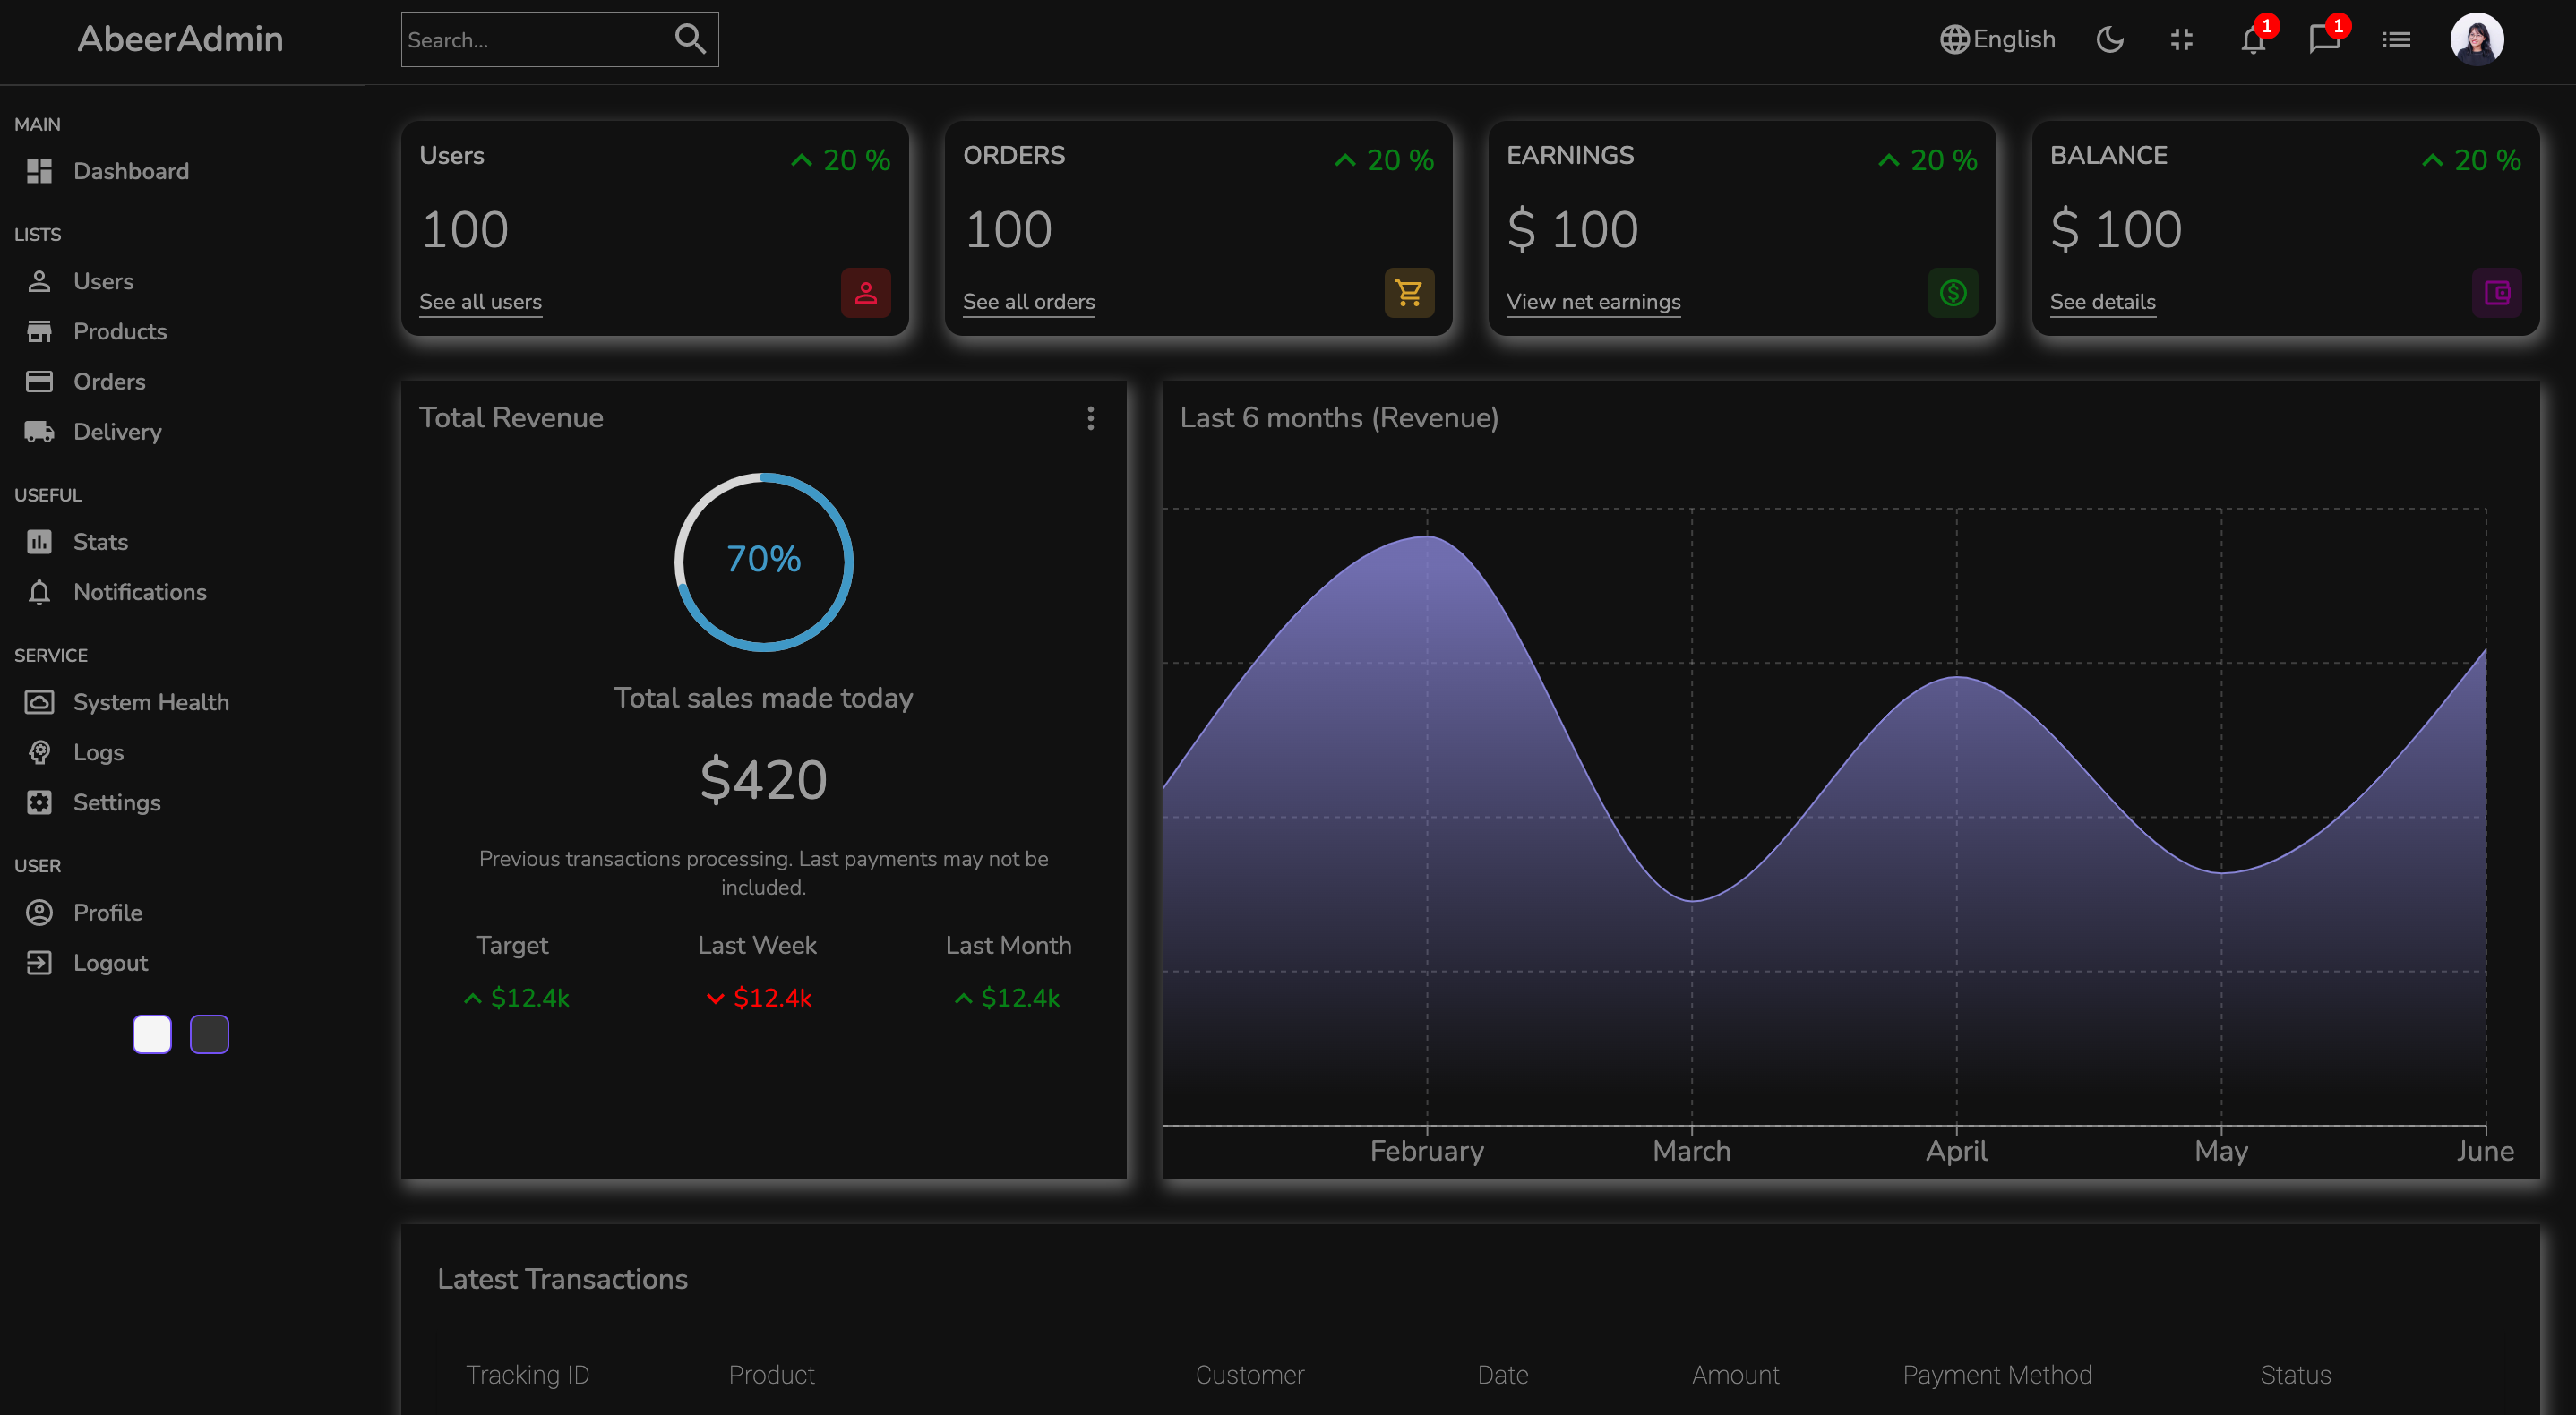 AbeerAdmin
Search...
English
1
1
MAIN
Dashboard
LISTS
Users
Products
Orders
Delivery
USEFUL
Stats
Notifications
SERVICE
System Health
Logs
Settings
USER
Profile
Logout
Users
20 %
100
See all users
ORDERS
20 %
100
See all orders
EARNINGS
20 %
$ 100
View net earnings
BALANCE
20 %
$ 100
See details
Total Revenue
70%
Total sales made today
$420
Previous transactions processing. Last payments may not be
included.
Target
Last Week
Last Month
$12.4k
$12.4k
$12.4k
Last 6 months (Revenue)
February
March
April
May
June
Latest Transactions
Tracking ID
Product
Customer
Date
Amount
Payment Method
Status